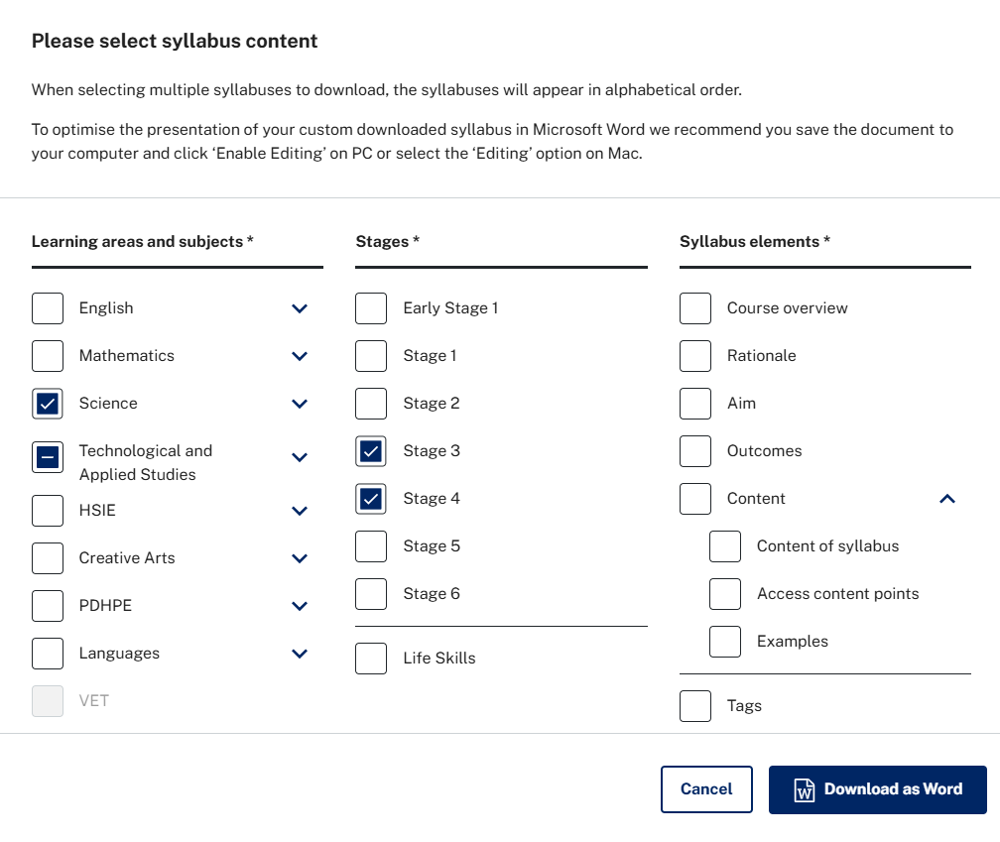 Please select syllabus content
When selecting multiple syllabuses to download, the syllabuses will appear in alphabetical order.
To optimise the presentation of your custom downloaded syllabus in Microsoft Word we recommend you save the document to
your computer and click ‘Enable Editing’ on PC or select the ‘Editing’ option on Mac.
Learning areas and subjects *
English
Mathematics
Science
Technological and
Applied Studies
HSIE
Creative Arts
PDHPE
Languages
VET
Stages *
Early Stage 1
Stage 1
Stage 2
Stage 3
Stage 4
Stage 5
Stage 6
Life Skills
Syllabus elements *
Course overview
Rationale
Aim
Outcomes
Content
Content of syllabus
Access content points
Examples
Tags
Cancel
Download as Word